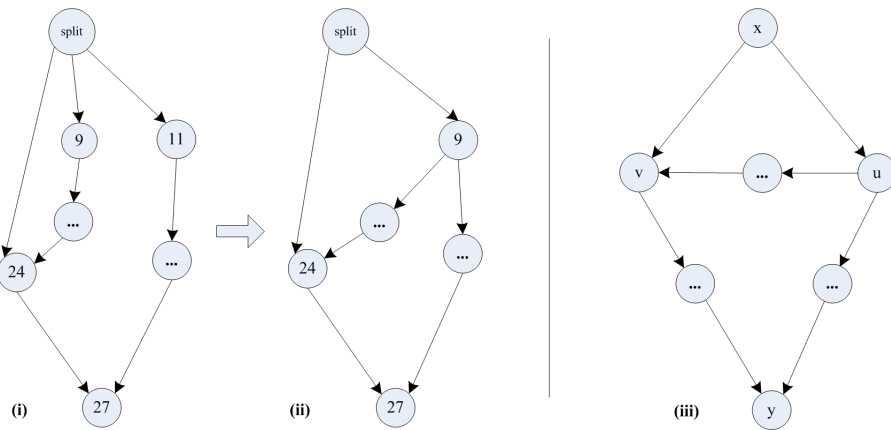 split
9
11
...
24
...
27
(i)
split
9
...
...
24
27
(ii)
x
v
...
u
...
...
y
(iii)